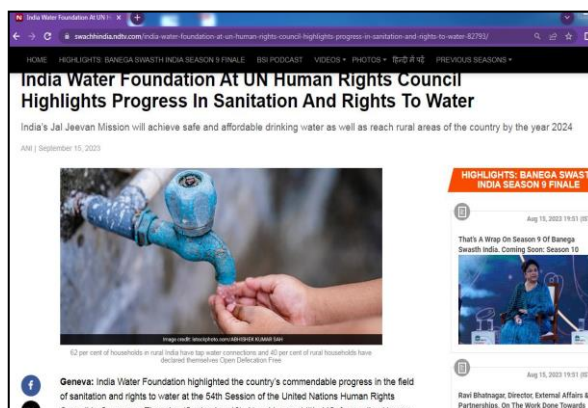 India Water Foundation At UN H
swachhindia.ndtv.com/india-water-foundation-at-un-human-rights-council-highlights-progress-in-sanitation-and-rights-to-water-82793/
HOME HIGHLIGHTS: BANEGA SWASTH INDIA SEASON 9 FINALE BSI PODCAST VIDEOS PHOTOS हिन्दी में पढ़ें PREVIOUS SEASONS
India Water Foundation At UN Human Rights Council
Highlights Progress In Sanitation And Rights To Water
India's Jal Jeevan Mission will achieve safe and affordable drinking water as well as reach rural areas of the country by the year 2024
ANI | September 15, 2023
Image credit: istockphoto.com/ABHISHEK KUMAR SAH
62 per cent of households in rural India have tap water connections and 40 per cent of rural households have
declared themselves Open Defecation Free
Geneva: India Water Foundation highlighted the country's commendable progress in the field
of sanitation and rights to water at the 54th Session of the United Nations Human Rights
HIGHLIGHTS: BANEGA SWAST
INDIA SEASON 9 FINALE
Aug 15, 2023 19:51 (IS
That's A Wrap On Season 9 Of Banega
Swasth India. Coming Soon: Season 10
Aug 15, 2023 19:51 (IS
Ravi Bhatnagar, Director, External Affairs
Partnerships, On The Work Done Towards